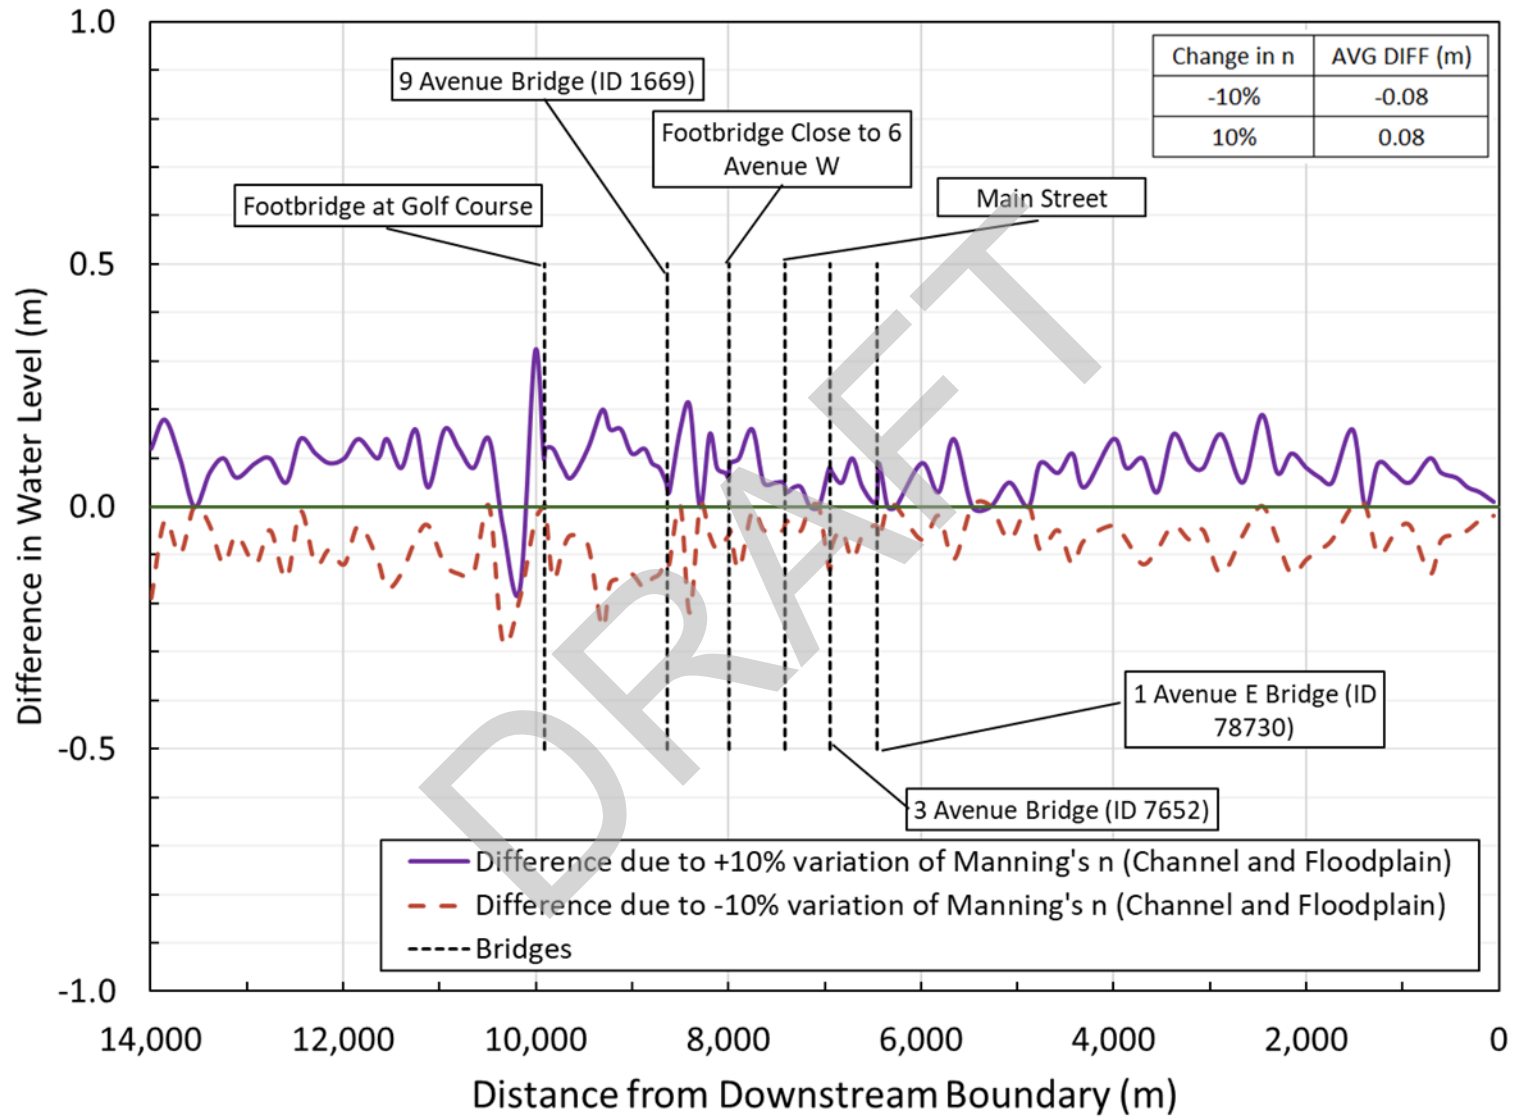 1.0
0.5
0.0
-0.5
-1.0
Difference in Water Level (m)
Change in n AVG DIFF (m)
-10% -0.08
10% 0.08
9 Avenue Bridge (ID 1669)
Footbridge Close to 6
Avenue W
Footbridge at Golf Course
Main Street
DRAFT
1 Avenue E Bridge (ID
78730)
3 Avenue Bridge (ID 7652)
Difference due to +10% variation of Manning's n (Channel and Floodplain)
Difference due to -10% variation of Manning's n (Channel and Floodplain)
Bridges
14,000 12,000 10,000 8,000 6,000 4,000 2,000 0
Distance from Downstream Boundary (m)